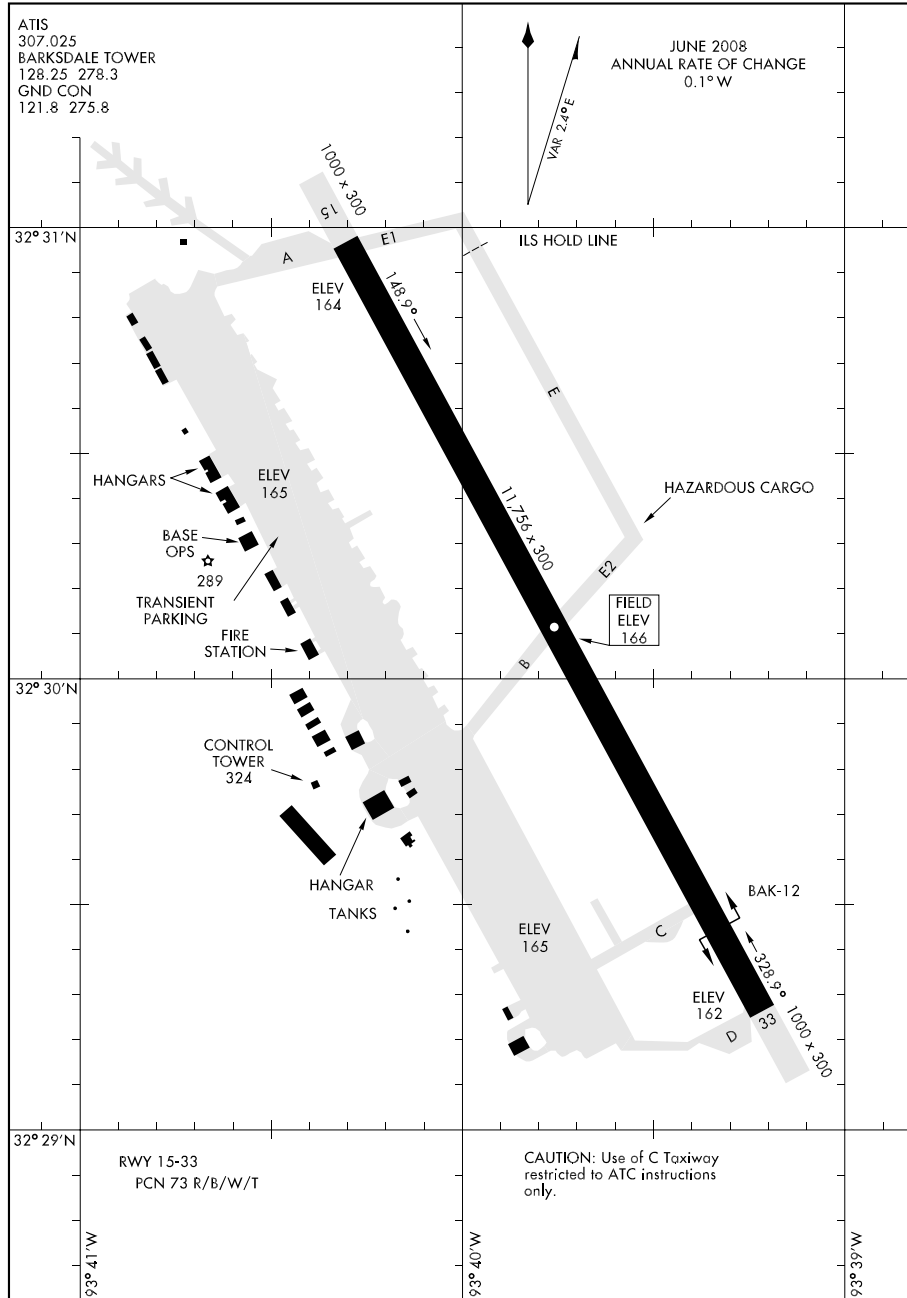 ATIS
307.025
BARKSDALE TOWER
128.25 278.3
GND CON
121.8 275.8
VAR 2.4° E
JUNE 2008
ANNUAL RATE OF CHANGE
0.1° W
1000 x 300
15
32° 31'N
A
E1
ILS HOLD LINE
ELEV
164
148.9°
E
HANGARS
ELEV
165
11,756 x 300
HAZARDOUS CARGO
BASE
OPS
289
E2
TRANSIENT
PARKING
FIELD
ELEV
166
FIRE
STATION
B
32° 30'N
CONTROL
TOWER
324
HANGAR
BAK-12
TANKS
ELEV
165
C
328.9°
ELEV
162
33
D
1000 x 300
32° 29'N
RWY 15-33
PCN 73 R/B/W/T
CAUTION: Use of C Taxiway
restricted to ATC instructions
only.
93° 41'W
93° 40'W
93° 39'W